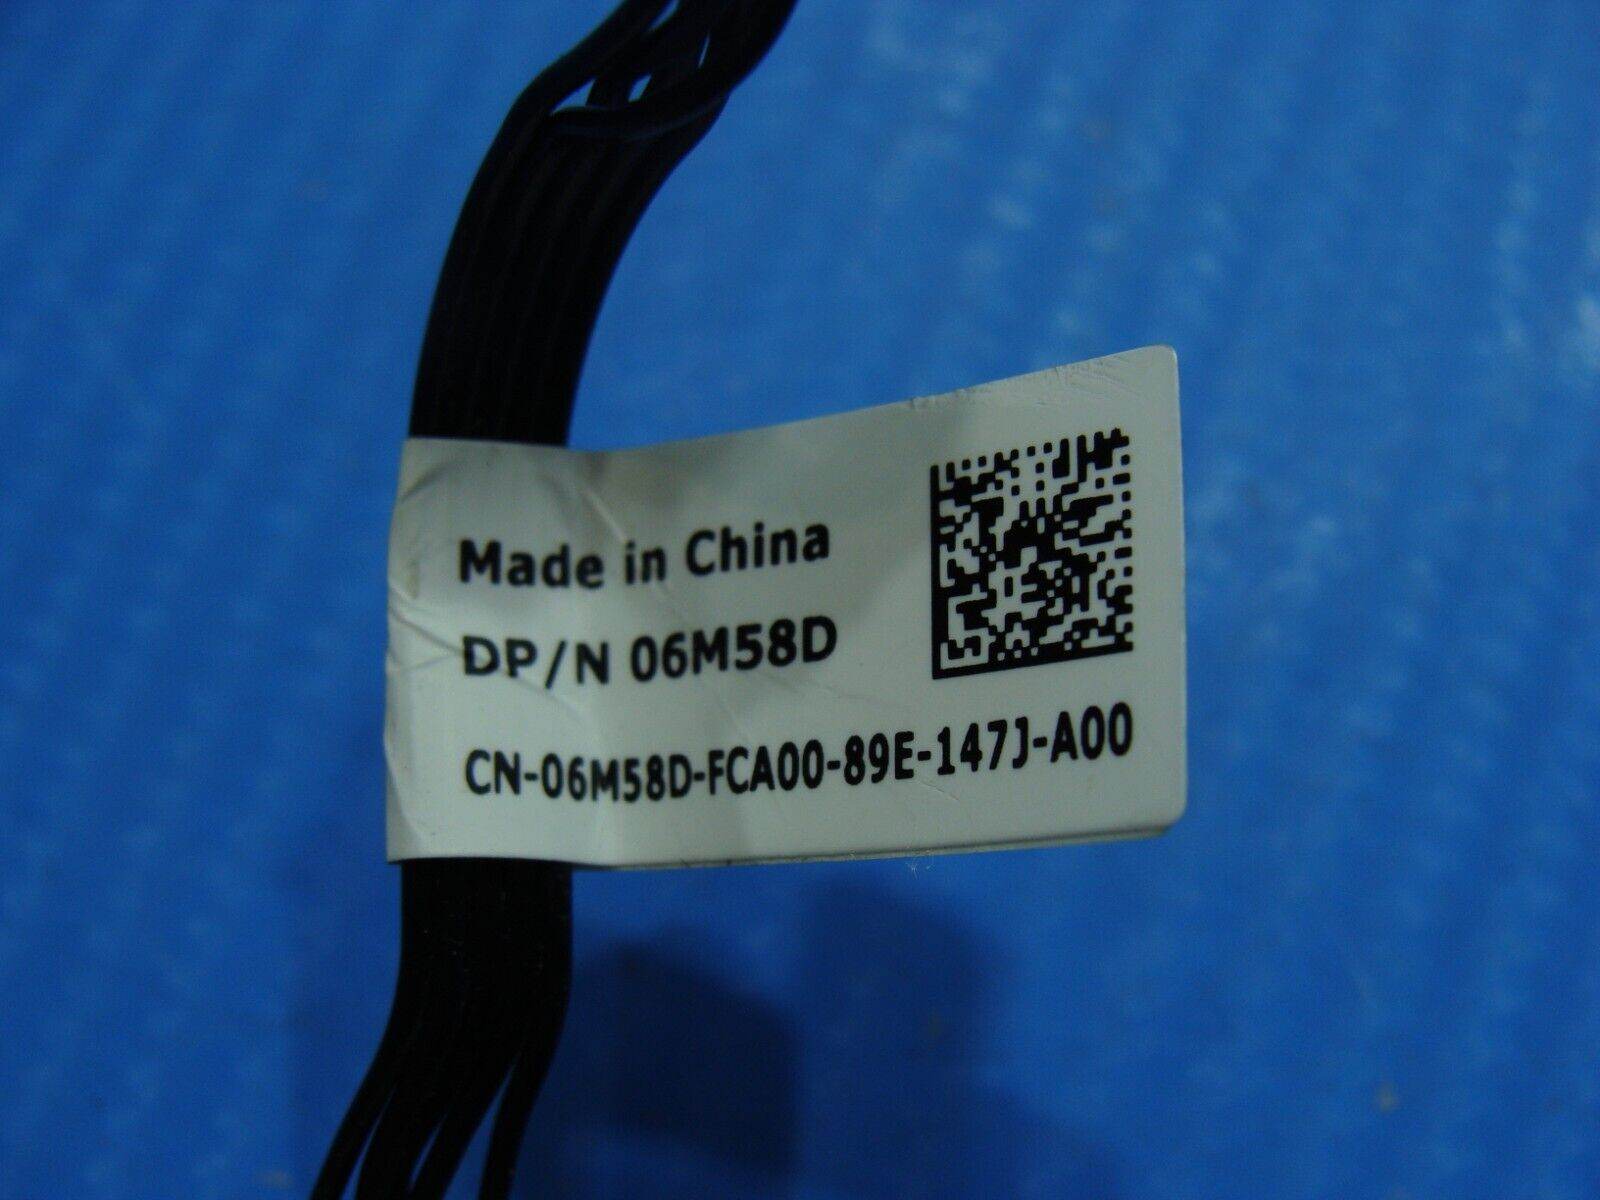 Made in China
DP/N 06M58D
CN-06M58D-FCA00-89E-147J-A00